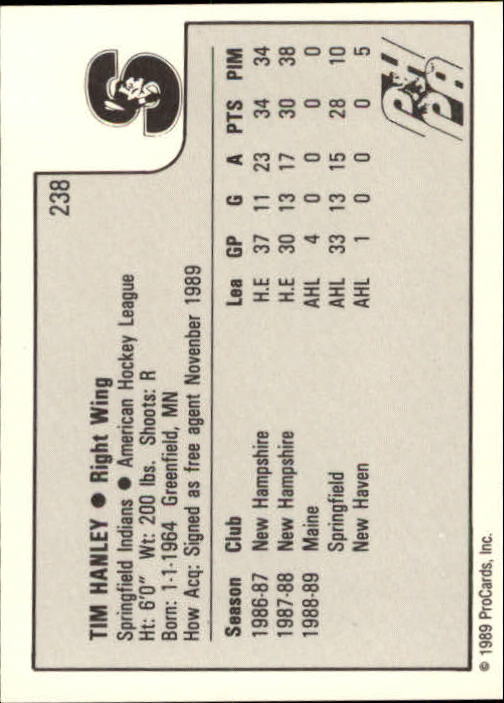 238
TIM HANLEY ● Right Wing
Springfield Indians ● American Hockey League
Ht: 6'0" Wt: 200 lbs. Shoots: R
Born: 1-1-1964 Greenfield, MN
How Acq: Signed as free agent Novenber 1989
Season Club Lea GP G A PTS PIM
1986-87 New Hampshire H.E 37 11 23 34 34
1987-88 New Hampshire H.E 30 13 17 30 38
1988-89 Maine AHL 4 0 0 0 0
Springfield AHL 33 13 15 28 10
New Haven AHL 1 0 0 0 5
© 1989 ProCards, Inc.
S